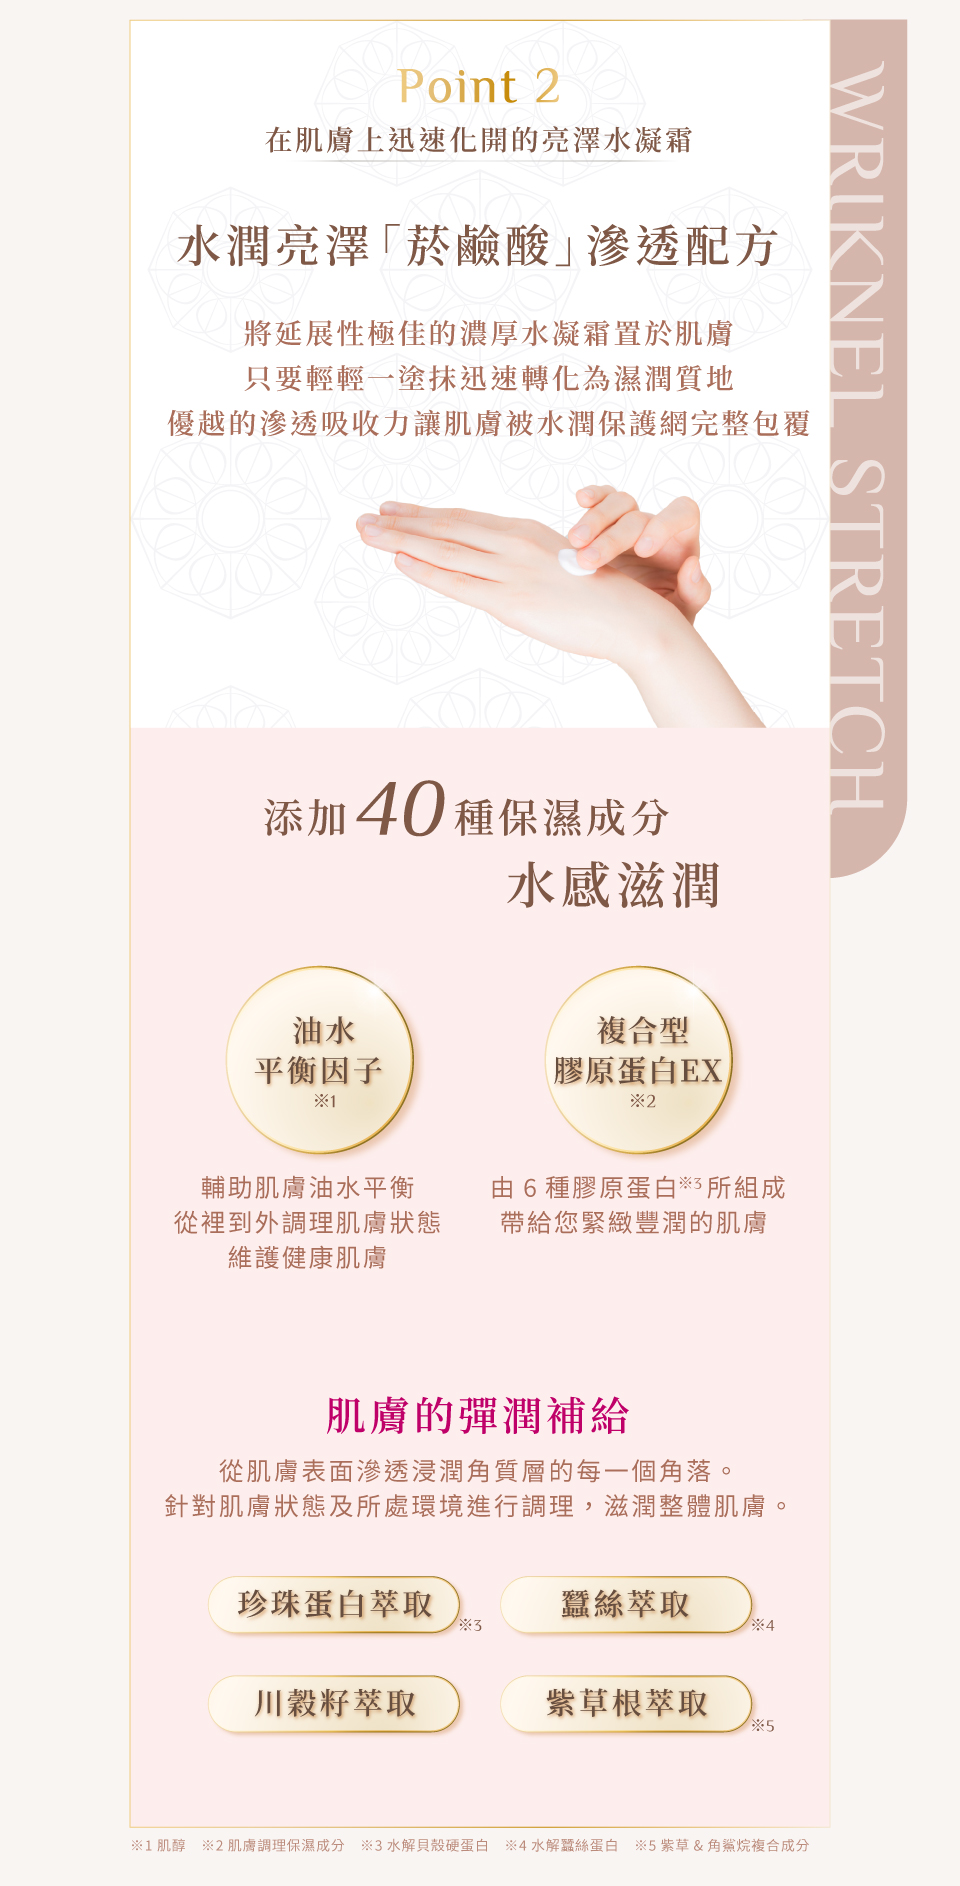 Point 2
在肌膚上迅速化開的亮澤水凝霜
水潤亮澤「菸鹼酸」滲透配方
將延展性極佳的濃厚水凝霜置於肌膚
只要輕輕一塗抹迅速轉化為濕潤質地
優越的滲透吸收力讓肌膚被水潤保護網完整包覆
WRIKNEL STRETCH
添加40種保濕成分
水感滋潤
油水
平衡因子
※1
輔助肌膚油水平衡
從裡到外調理肌膚狀態
維護健康肌膚
複合型
膠原蛋白EX
※2
由 6 種膠原蛋白※3所組成
帶給您緊緻豐潤的肌膚
肌膚的彈潤補給
從肌膚表面滲透浸潤角質層的每一個角落。
針對肌膚狀態及所處環境進行調理，滋潤整體肌膚。
珍珠蛋白萃取 ※3
蠶絲萃取 ※4
川穀籽萃取
紫草根萃取 ※5
※1 肌醇 ※2 肌膚調理保濕成分 ※3 水解貝殼硬蛋白 ※4 水解蠶絲蛋白 ※5 紫草 & 角鯊烷複合成分